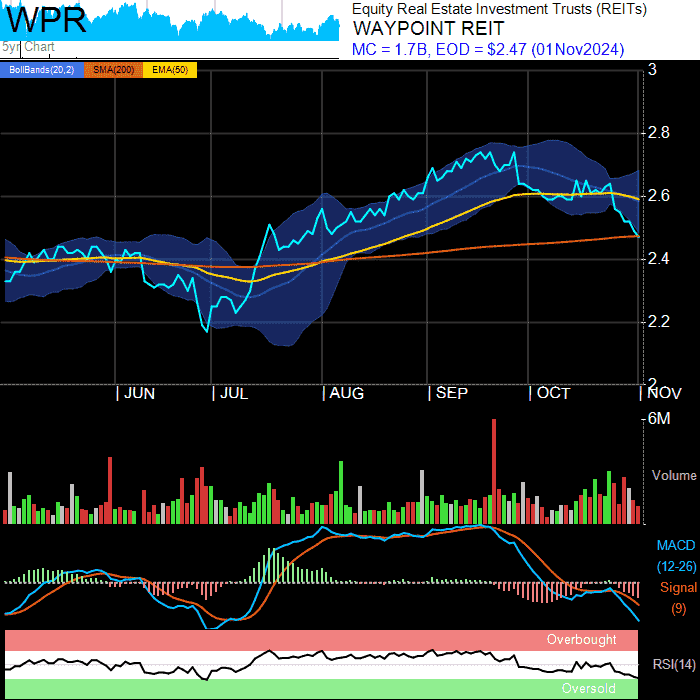 WPR
5yr Chart
Equity Real Estate Investment Trusts (REITs)
WAYPOINT REIT
MC = 1.7B, EOD = $2.47 (01Nov2024)
BollBands(20,2) SMA(200) EMA(50)
3
2.8
2.6
2.4
2.2
2
JUN JUL AUG SEP OCT NOV
6M
Volume
MACD
(12-26)
Signal
(9)
Overbought
RSI(14)
Oversold